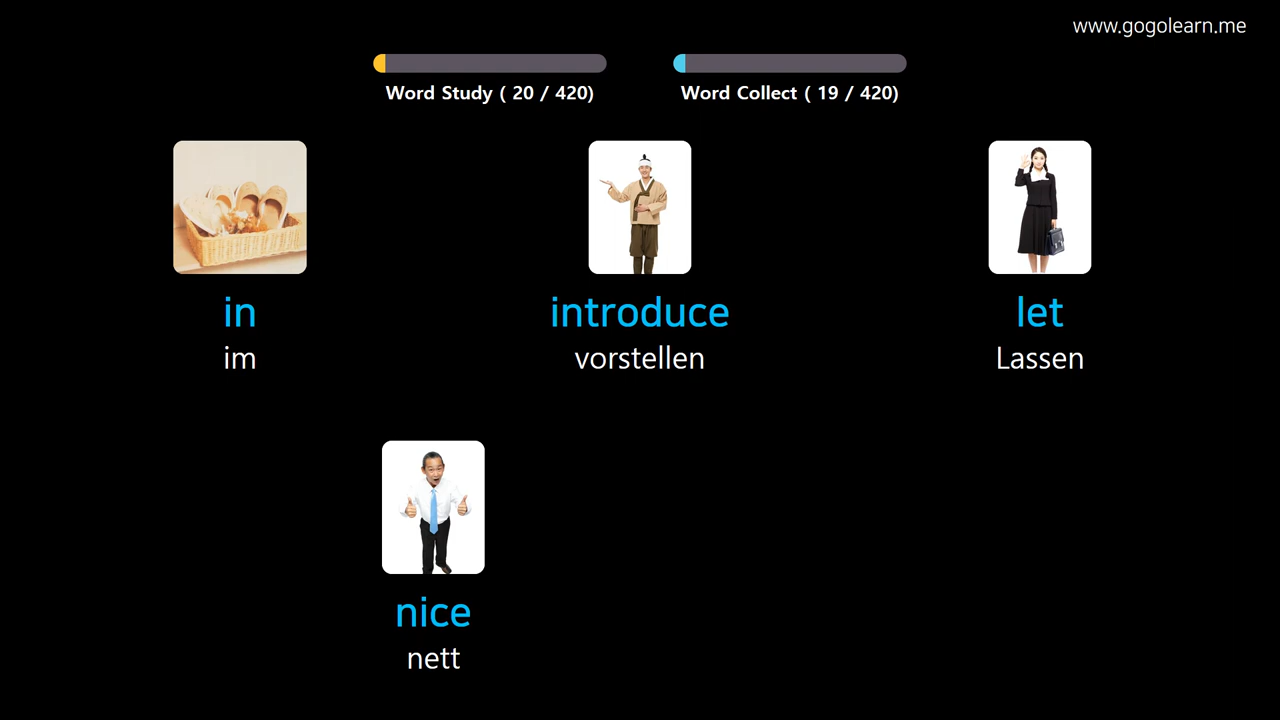 www.gogolearn.me
Word Study ( 20 / 420)
Word Collect ( 19 / 420)
in
im
introduce
vorstellen
let
Lassen
nice
nett